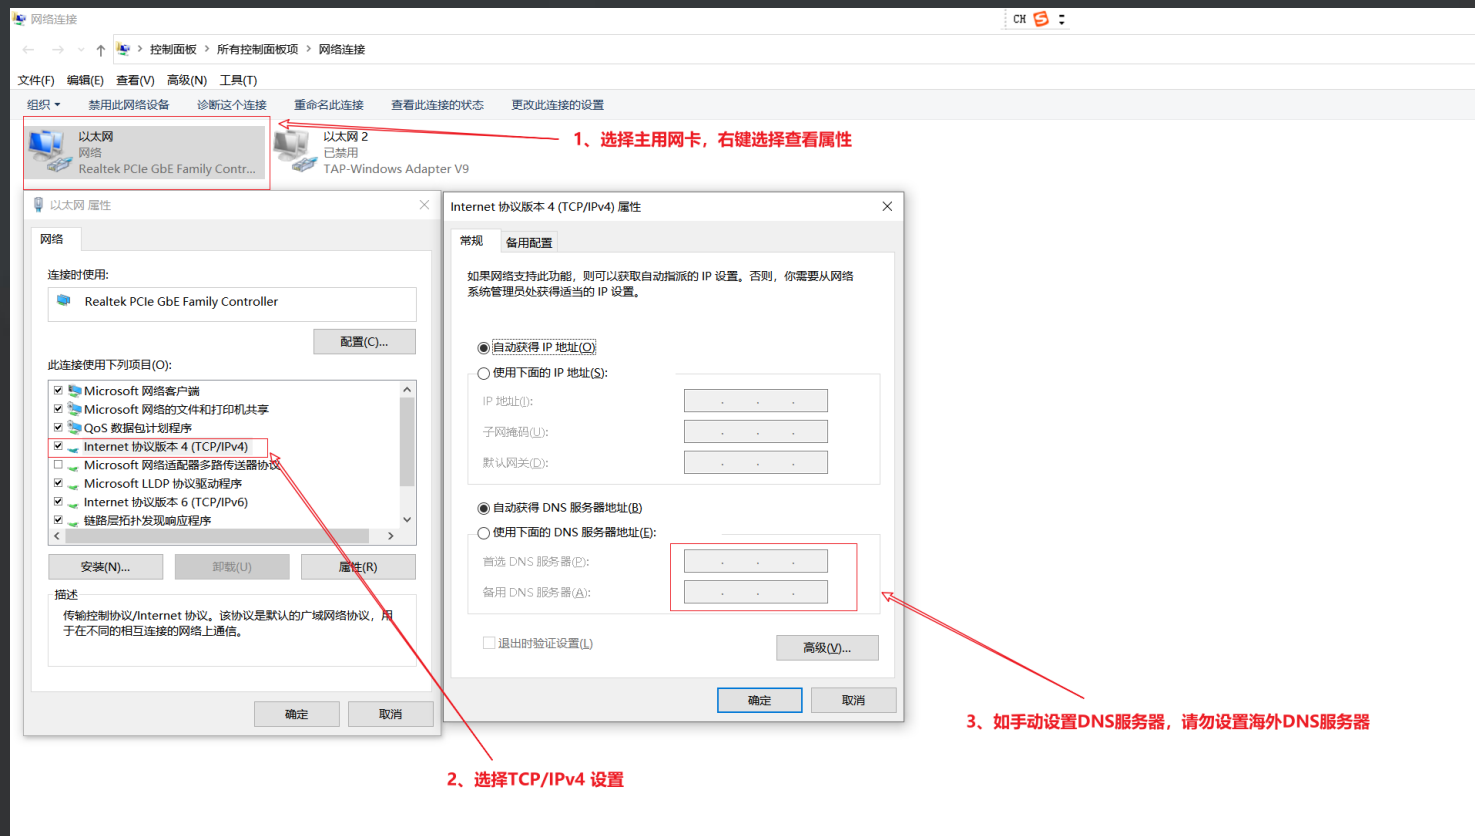 网络连接
CH
控制面板 > 所有控制面板项 > 网络连接
文件(F) 编辑(E) 查看(V) 高级(N) 工具(T)
组织 禁用此网络设备 诊断这个连接 重命名此连接 查看此连接的状态 更改此连接的设置
以太网
网络
Realtek PCIe GbE Family Contr...
以太网 2
已禁用
TAP-Windows Adapter V9
1、选择主用网卡，右键选择查看属性
以太网 属性
网络
连接时使用:
Realtek PCIe GbE Family Controller
配置(C)...
此连接使用下列项目(O):
Microsoft 网络客户端
Microsoft 网络的文件和打印机共享
QoS 数据包计划程序
Internet 协议版本 4 (TCP/IPv4)
Microsoft 网络适配器多路传送器协议
Microsoft LLDP 协议驱动程序
Internet 协议版本 6 (TCP/IPv6)
链路层拓扑发现响应程序
安装(N)... 卸载(U) 属性(R)
描述
传输控制协议/Internet 协议。该协议是默认的广域网络协议，用
于在不同的相互连接的网络上通信。
确定 取消
Internet 协议版本 4 (TCP/IPv4) 属性
常规 备用配置
如果网络支持此功能，则可以获取自动指派的 IP 设置。否则，你需要从网络
系统管理员处获得适当的 IP 设置。
自动获得 IP 地址(O)
使用下面的 IP 地址(S):
IP 地址(I):
子网掩码(U):
默认网关(D):
自动获得 DNS 服务器地址(B)
使用下面的 DNS 服务器地址(E):
首选 DNS 服务器(P):
备用 DNS 服务器(A):
退出时验证设置(L)
高级(V)...
确定 取消
2、选择TCP/IPv4 设置
3、如手动设置DNS服务器，请勿设置海外DNS服务器